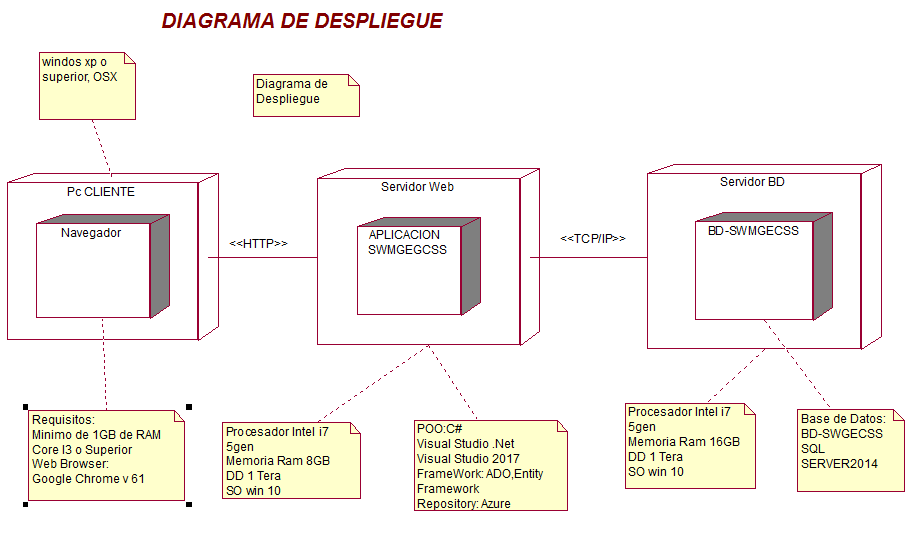 DIAGRAMA DE DESPLIEGUE
windos xp o
superior, OSX
Diagrama de
Despliegue
Pc CLIENTE
Navegador
<<HTTP>>
Servidor Web
APLICACION
SWMGEGCSS
<<TCP/IP>>
Servidor BD
BD-SWMGECSS
Requisitos:
Minimo de 1GB de RAM
Core I3 o Superior
Web Browser:
Google Chrome v 61
Procesador Intel i7
5gen
Memoria Ram 8GB
DD 1 Tera
SO win 10
POO:C#
Visual Studio .Net
Visual Studio 2017
FrameWork: ADO,Entity
Framework
Repository: Azure
Procesador Intel i7
5gen
Memoria Ram 16GB
DD 1 Tera
SO win 10
Base de Datos:
BD-SWGECSS
SQL
SERVER2014